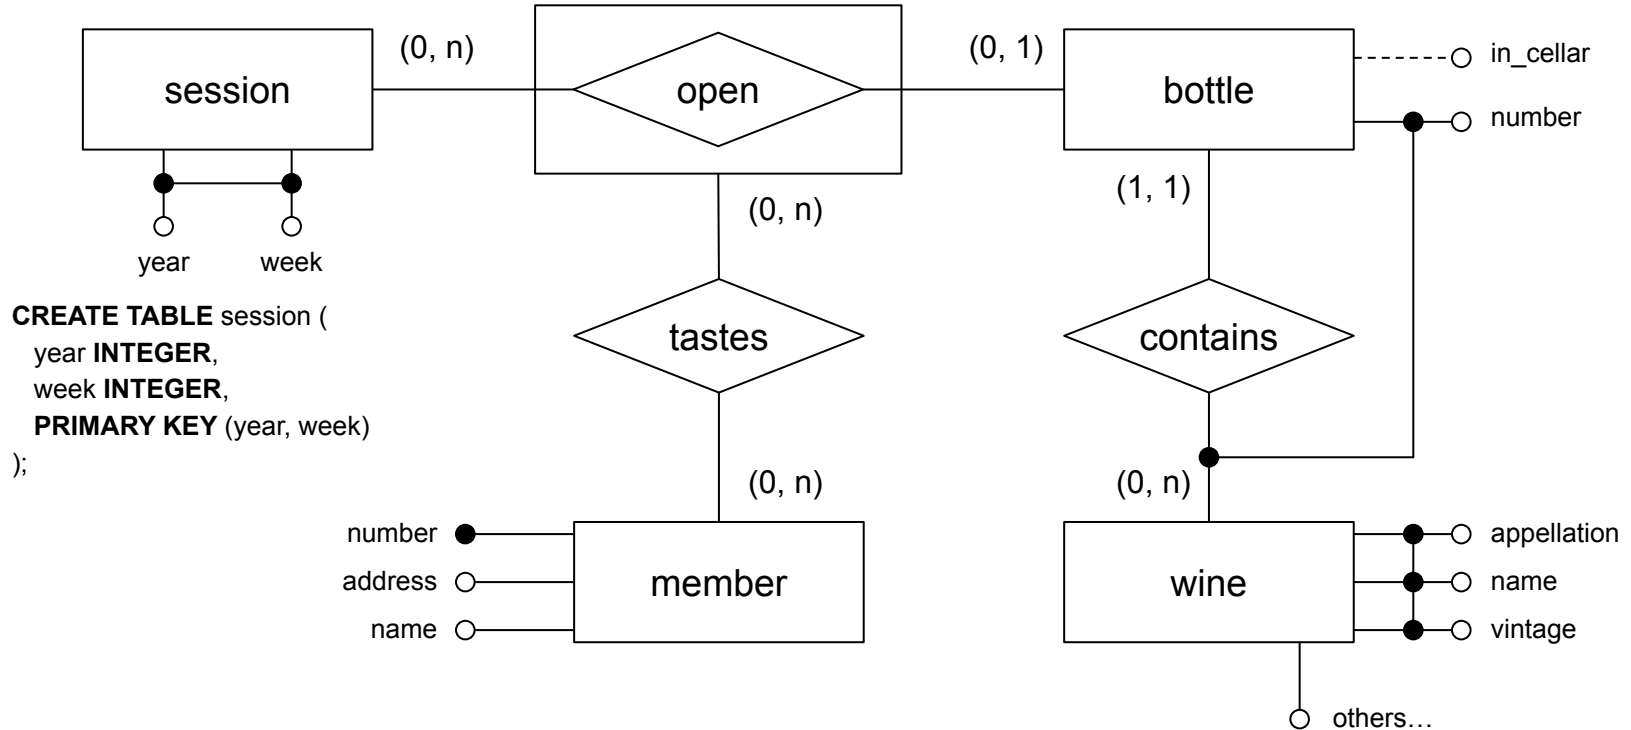 (0, n)
(0, 1)
session
open
bottle
in_cellar
number
(0, n)
(1, 1)
year
week
CREATE TABLE session (
year INTEGER,
week INTEGER,
PRIMARY KEY (year, week)
);
tastes
contains
(0, n)
(0, n)
number
address
name
member
wine
appellation
name
vintage
others…